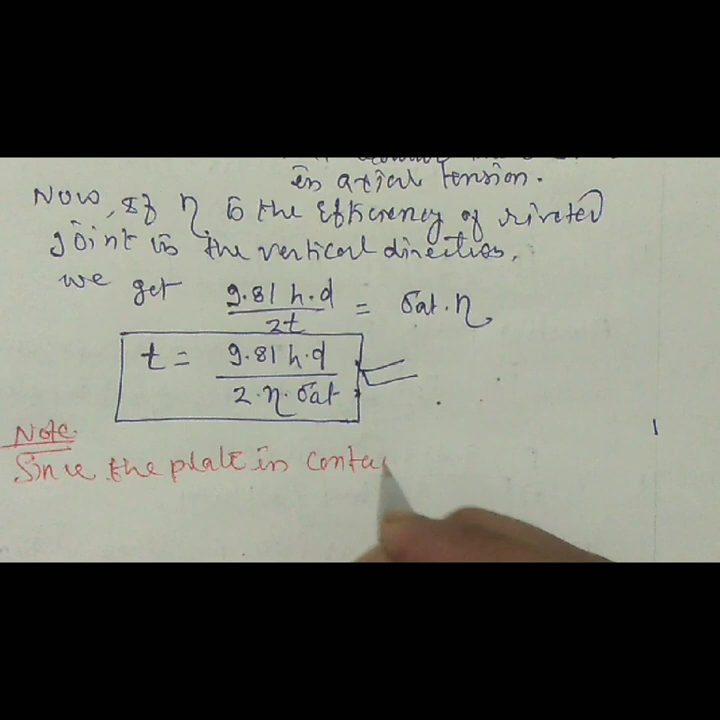 in axial tension.
Now, if η is the efficiency of riveted
joint in the vertical direction,
we get 9.81 h.d / 2t = σat . η
t = 9.81 h.d / 2.η.σat
Note
Since the plate in conta